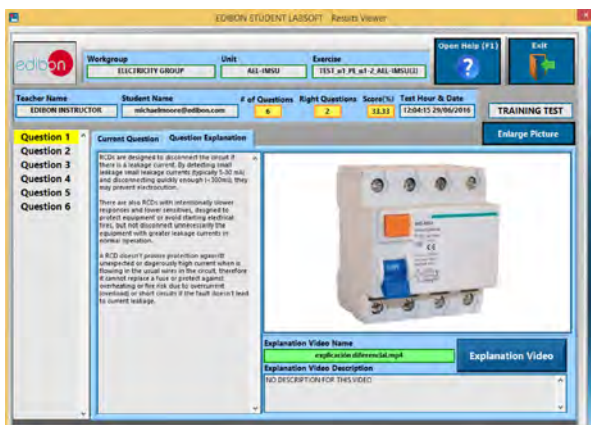 EDIBON STUDENT LABSOFT Results Viewer
edibon
Workgroup
ELECTRICITY GROUP
Unit
AEL-IMSU
Exercise
Open Help (F1)
?
Exit
Teacher Name
EDIBON INSTRUCTOR
Student Name
michaelmoore@edibon.com
# of Questions
6
Right Questions
2
Score(%)
33.33
Test Hour & Date
12:04:15 29/06/2016
TRAINING TEST
Enlarge Picture
Question 1
Question 2
Question 3
Question 4
Question 5
Question 6
Current Question
Question Explanation
RCDs are designed to disconnect the circuit if
there is a leakage current. By detecting small
leakage small leakage currents (typically 5-30 mA)
and disconnecting quickly enough (<300ms), they
may prevent electrocution.
There are also RCDs with intentionally slower
responses and lower sensitives, designed to
protect equipment or avoid starting electrical
fires, but not disconnect unnecessarily the
equipment with greater leakage currents in
normal operation.
A RCD doesn't provide protection against
unexpected or dagerously high current when is
flowing in the usual wires in the circuit, therefore
it cannot replace a fuse or protect against
overheating or fire risk due to overcurrent
(overload) or short circuits if the fault doesn't lead
to current leakage.
Explanation Video Name
explicación diferencial.mp4
Explanation Video
Explanation Video Description
NO DESCRIPTION FOR THIS VIDEO